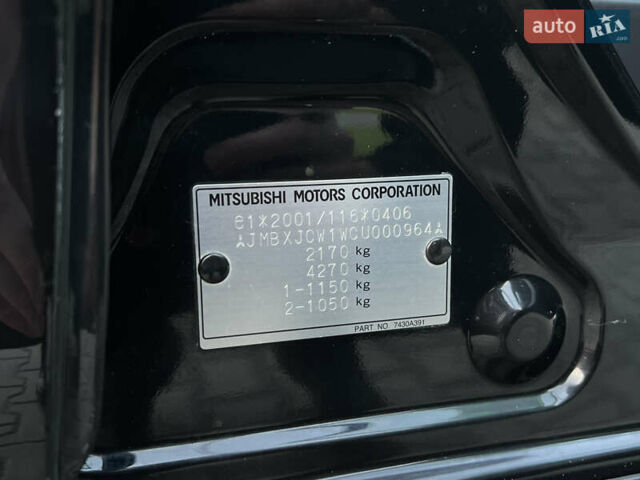 auto RIA.com
MITSUBISHI MOTORS CORPORATION
e1*2001/116*0406
JMBXJCW1WCU000964
2170 kg
4270 kg
1-1150 kg
2-1050 kg
PART NO. 7430A391